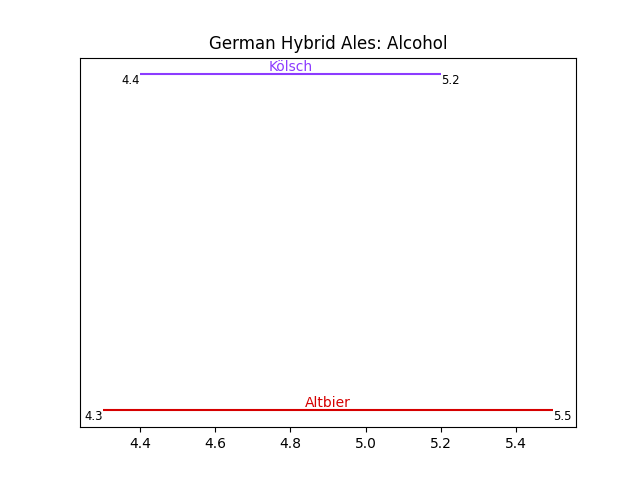 German Hybrid Ales: Alcohol
Kölsch
4.4 5.2
Altbier
4.3 5.5
4.4 4.6 4.8 5.0 5.2 5.4